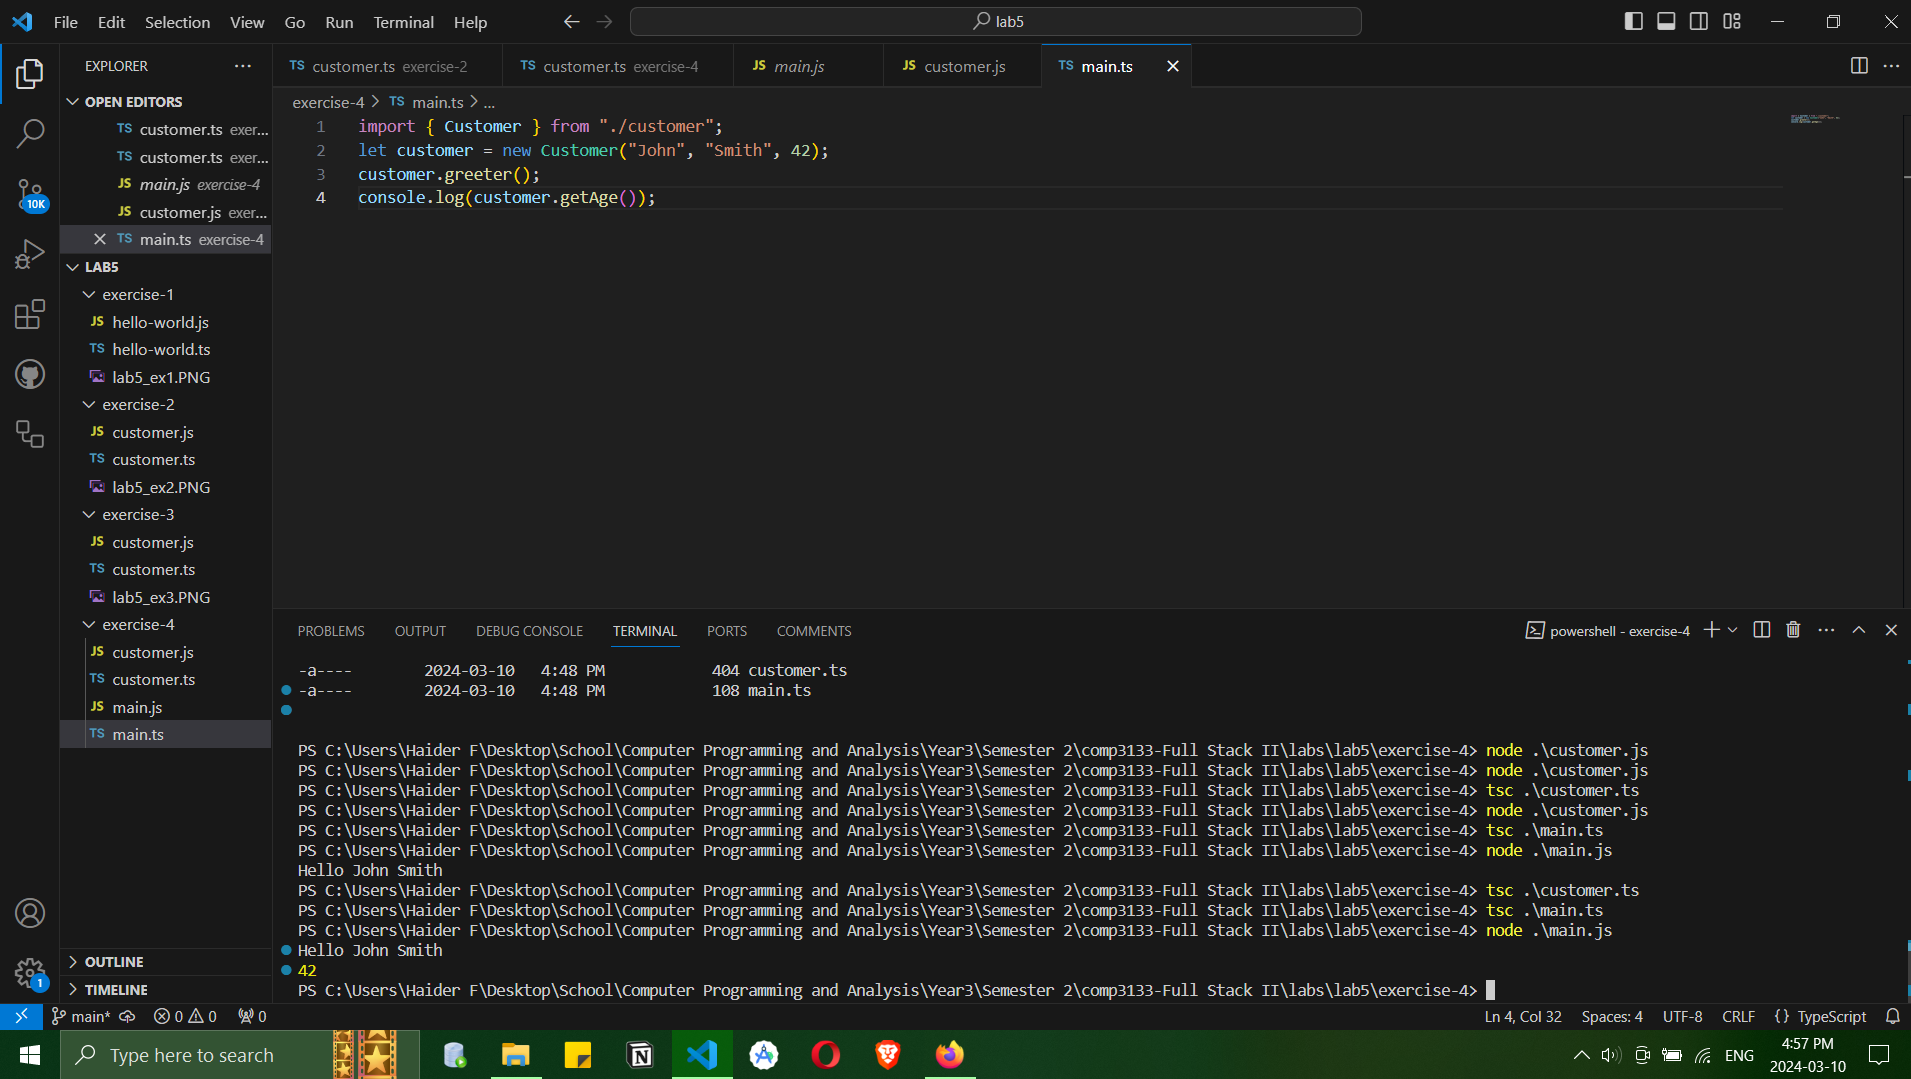 File Edit Selection View Go Run Terminal Help
lab5
EXPLORER
OPEN EDITORS
TS customer.ts exer...
TS customer.ts exer...
JS main.js exercise-4
JS customer.js exer...
TS main.ts exercise-4
LAB5
exercise-1
JS hello-world.js
TS hello-world.ts
lab5_ex1.PNG
exercise-2
JS customer.js
TS customer.ts
lab5_ex2.PNG
exercise-3
JS customer.js
TS customer.ts
lab5_ex3.PNG
exercise-4
JS customer.js
TS customer.ts
JS main.js
TS main.ts
OUTLINE
TIMELINE
10K
1
TS customer.ts exercise-2
TS customer.ts exercise-4
JS main.js
JS customer.js
TS main.ts
exercise-4 > TS main.ts > ...
1 import { Customer } from "./customer";
2 let customer = new Customer("John", "Smith", 42);
3 customer.greeter();
4 console.log(customer.getAge());
PROBLEMS OUTPUT DEBUG CONSOLE TERMINAL PORTS COMMENTS
powershell - exercise-4
-a---- 2024-03-10 4:48 PM 404 customer.ts
-a---- 2024-03-10 4:48 PM 108 main.ts
PS C:\Users\Haider F\Desktop\School\Computer Programming and Analysis\Year3\Semester 2\comp3133-Full Stack II\labs\lab5\exercise-4> node .\customer.js
PS C:\Users\Haider F\Desktop\School\Computer Programming and Analysis\Year3\Semester 2\comp3133-Full Stack II\labs\lab5\exercise-4> node .\customer.js
PS C:\Users\Haider F\Desktop\School\Computer Programming and Analysis\Year3\Semester 2\comp3133-Full Stack II\labs\lab5\exercise-4> tsc .\customer.ts
PS C:\Users\Haider F\Desktop\School\Computer Programming and Analysis\Year3\Semester 2\comp3133-Full Stack II\labs\lab5\exercise-4> node .\customer.js
PS C:\Users\Haider F\Desktop\School\Computer Programming and Analysis\Year3\Semester 2\comp3133-Full Stack II\labs\lab5\exercise-4> tsc .\main.ts
PS C:\Users\Haider F\Desktop\School\Computer Programming and Analysis\Year3\Semester 2\comp3133-Full Stack II\labs\lab5\exercise-4> node .\main.js
Hello John Smith
PS C:\Users\Haider F\Desktop\School\Computer Programming and Analysis\Year3\Semester 2\comp3133-Full Stack II\labs\lab5\exercise-4> tsc .\customer.ts
PS C:\Users\Haider F\Desktop\School\Computer Programming and Analysis\Year3\Semester 2\comp3133-Full Stack II\labs\lab5\exercise-4> tsc .\main.ts
PS C:\Users\Haider F\Desktop\School\Computer Programming and Analysis\Year3\Semester 2\comp3133-Full Stack II\labs\lab5\exercise-4> node .\main.js
Hello John Smith
42
PS C:\Users\Haider F\Desktop\School\Computer Programming and Analysis\Year3\Semester 2\comp3133-Full Stack II\labs\lab5\exercise-4>
main* 0 0 0
Ln 4, Col 32 Spaces: 4 UTF-8 CRLF {} TypeScript
Type here to search
ENG
4:57 PM
2024-03-10